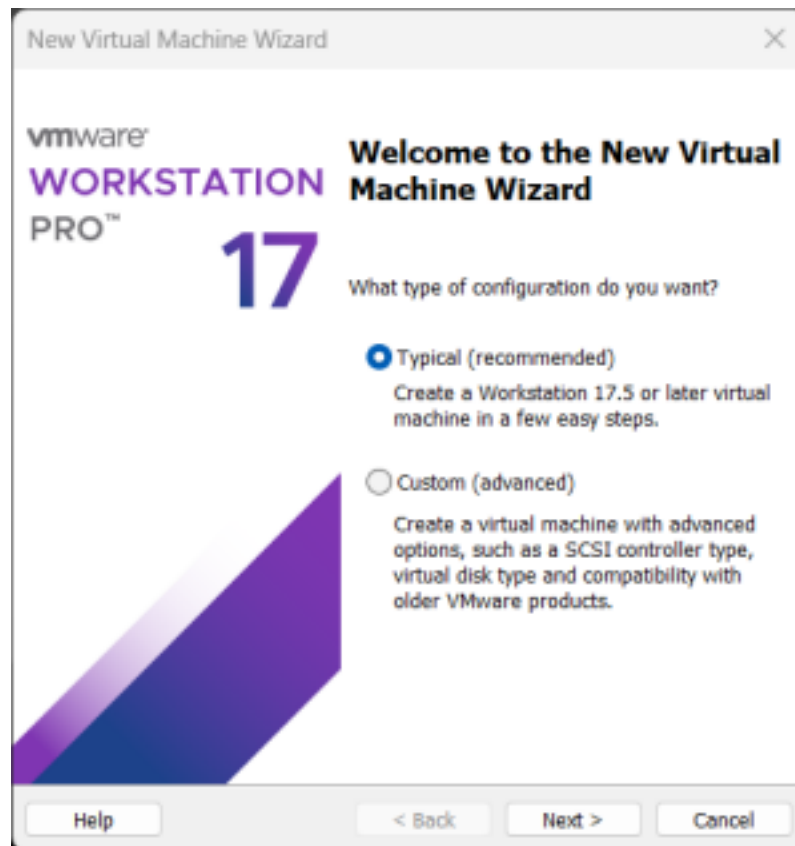 New Virtual Machine Wizard
vmware®
WORKSTATION
PRO™
17
Welcome to the New Virtual
Machine Wizard
What type of configuration do you want?
Typical (recommended)
Create a Workstation 17.5 or later virtual
machine in a few easy steps.
Custom (advanced)
Create a virtual machine with advanced
options, such as a SCSI controller type,
virtual disk type and compatibility with
older VMware products.
Help
< Back
Next >
Cancel